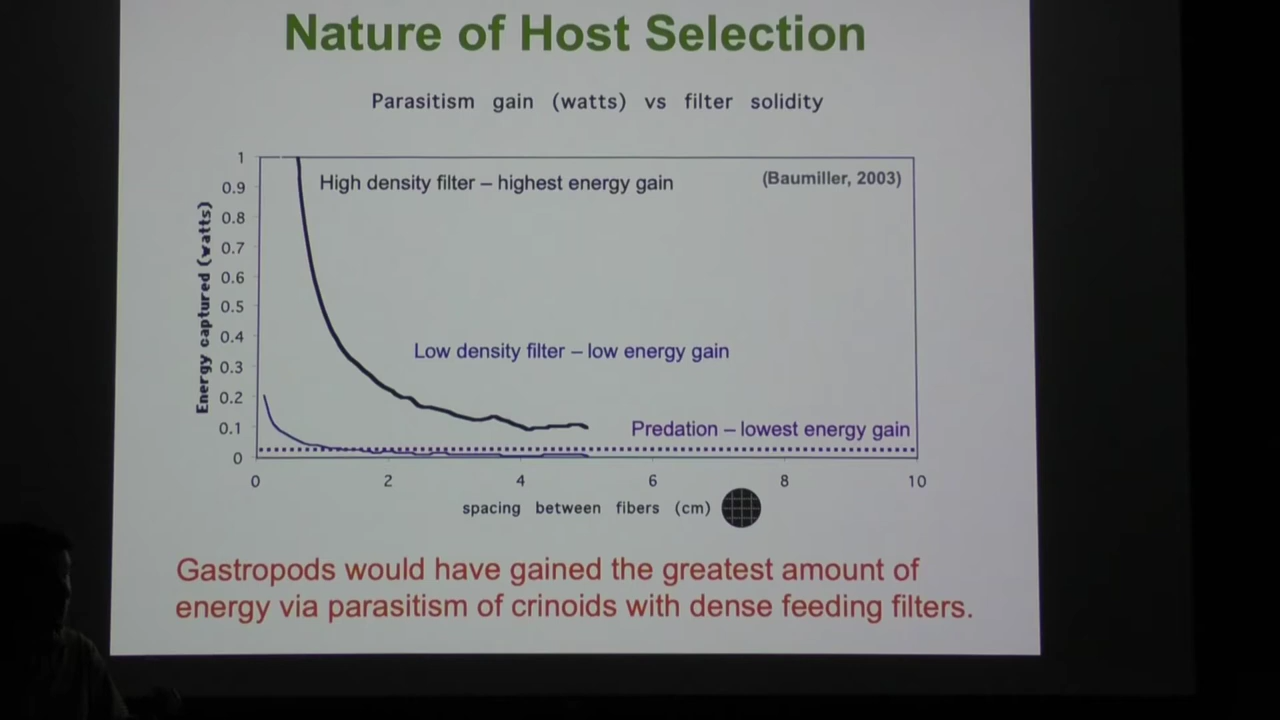 Nature of Host Selection
Parasitism gain (watts) vs filter solidity
1
0.9
0.8
0.7
0.6
0.5
0.4
0.3
0.2
0.1
0
Energy captured (watts)
High density filter – highest energy gain
(Baumiller, 2003)
Low density filter – low energy gain
Predation – lowest energy gain
0 2 4 6 8 10
spacing between fibers (cm)
Gastropods would have gained the greatest amount of
energy via parasitism of crinoids with dense feeding filters.